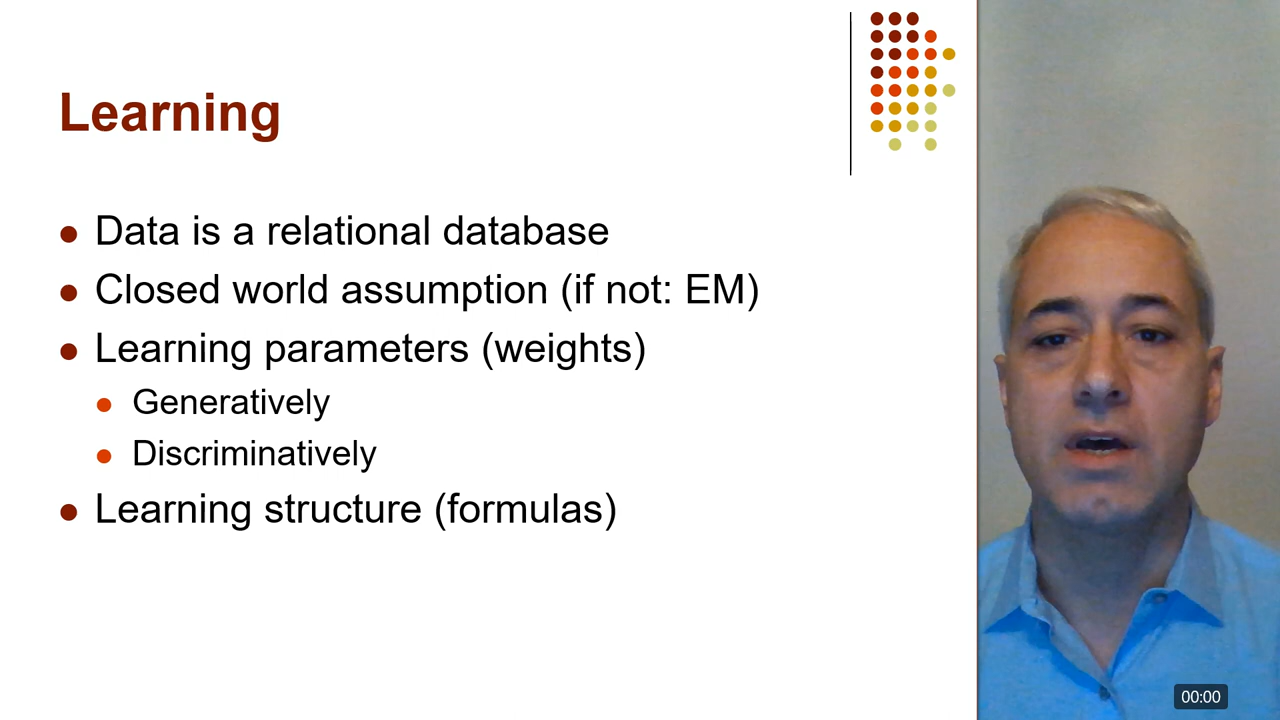 Learning
Data is a relational database
Closed world assumption (if not: EM)
Learning parameters (weights)
Generatively
Discriminatively
Learning structure (formulas)
00:00